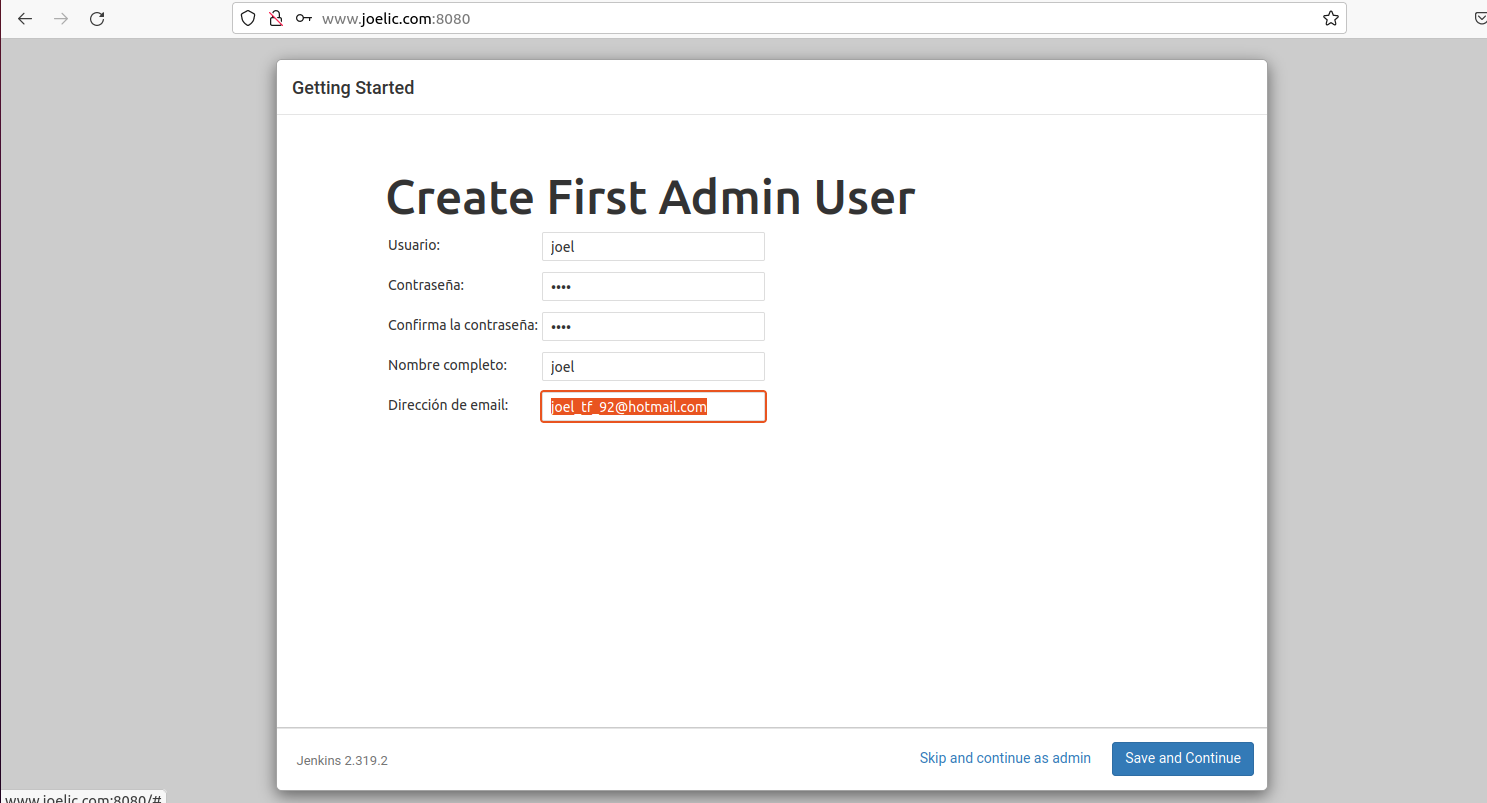 www.joelic.com:8080
Getting Started
Create First Admin User
Usuario: joel
Contraseña: ••••
Confirma la contraseña: ••••
Nombre completo: joel
Dirección de email: joel_tf_92@hotmail.com
Jenkins 2.319.2 Skip and continue as admin Save and Continue
www.joelic.com:8080/#